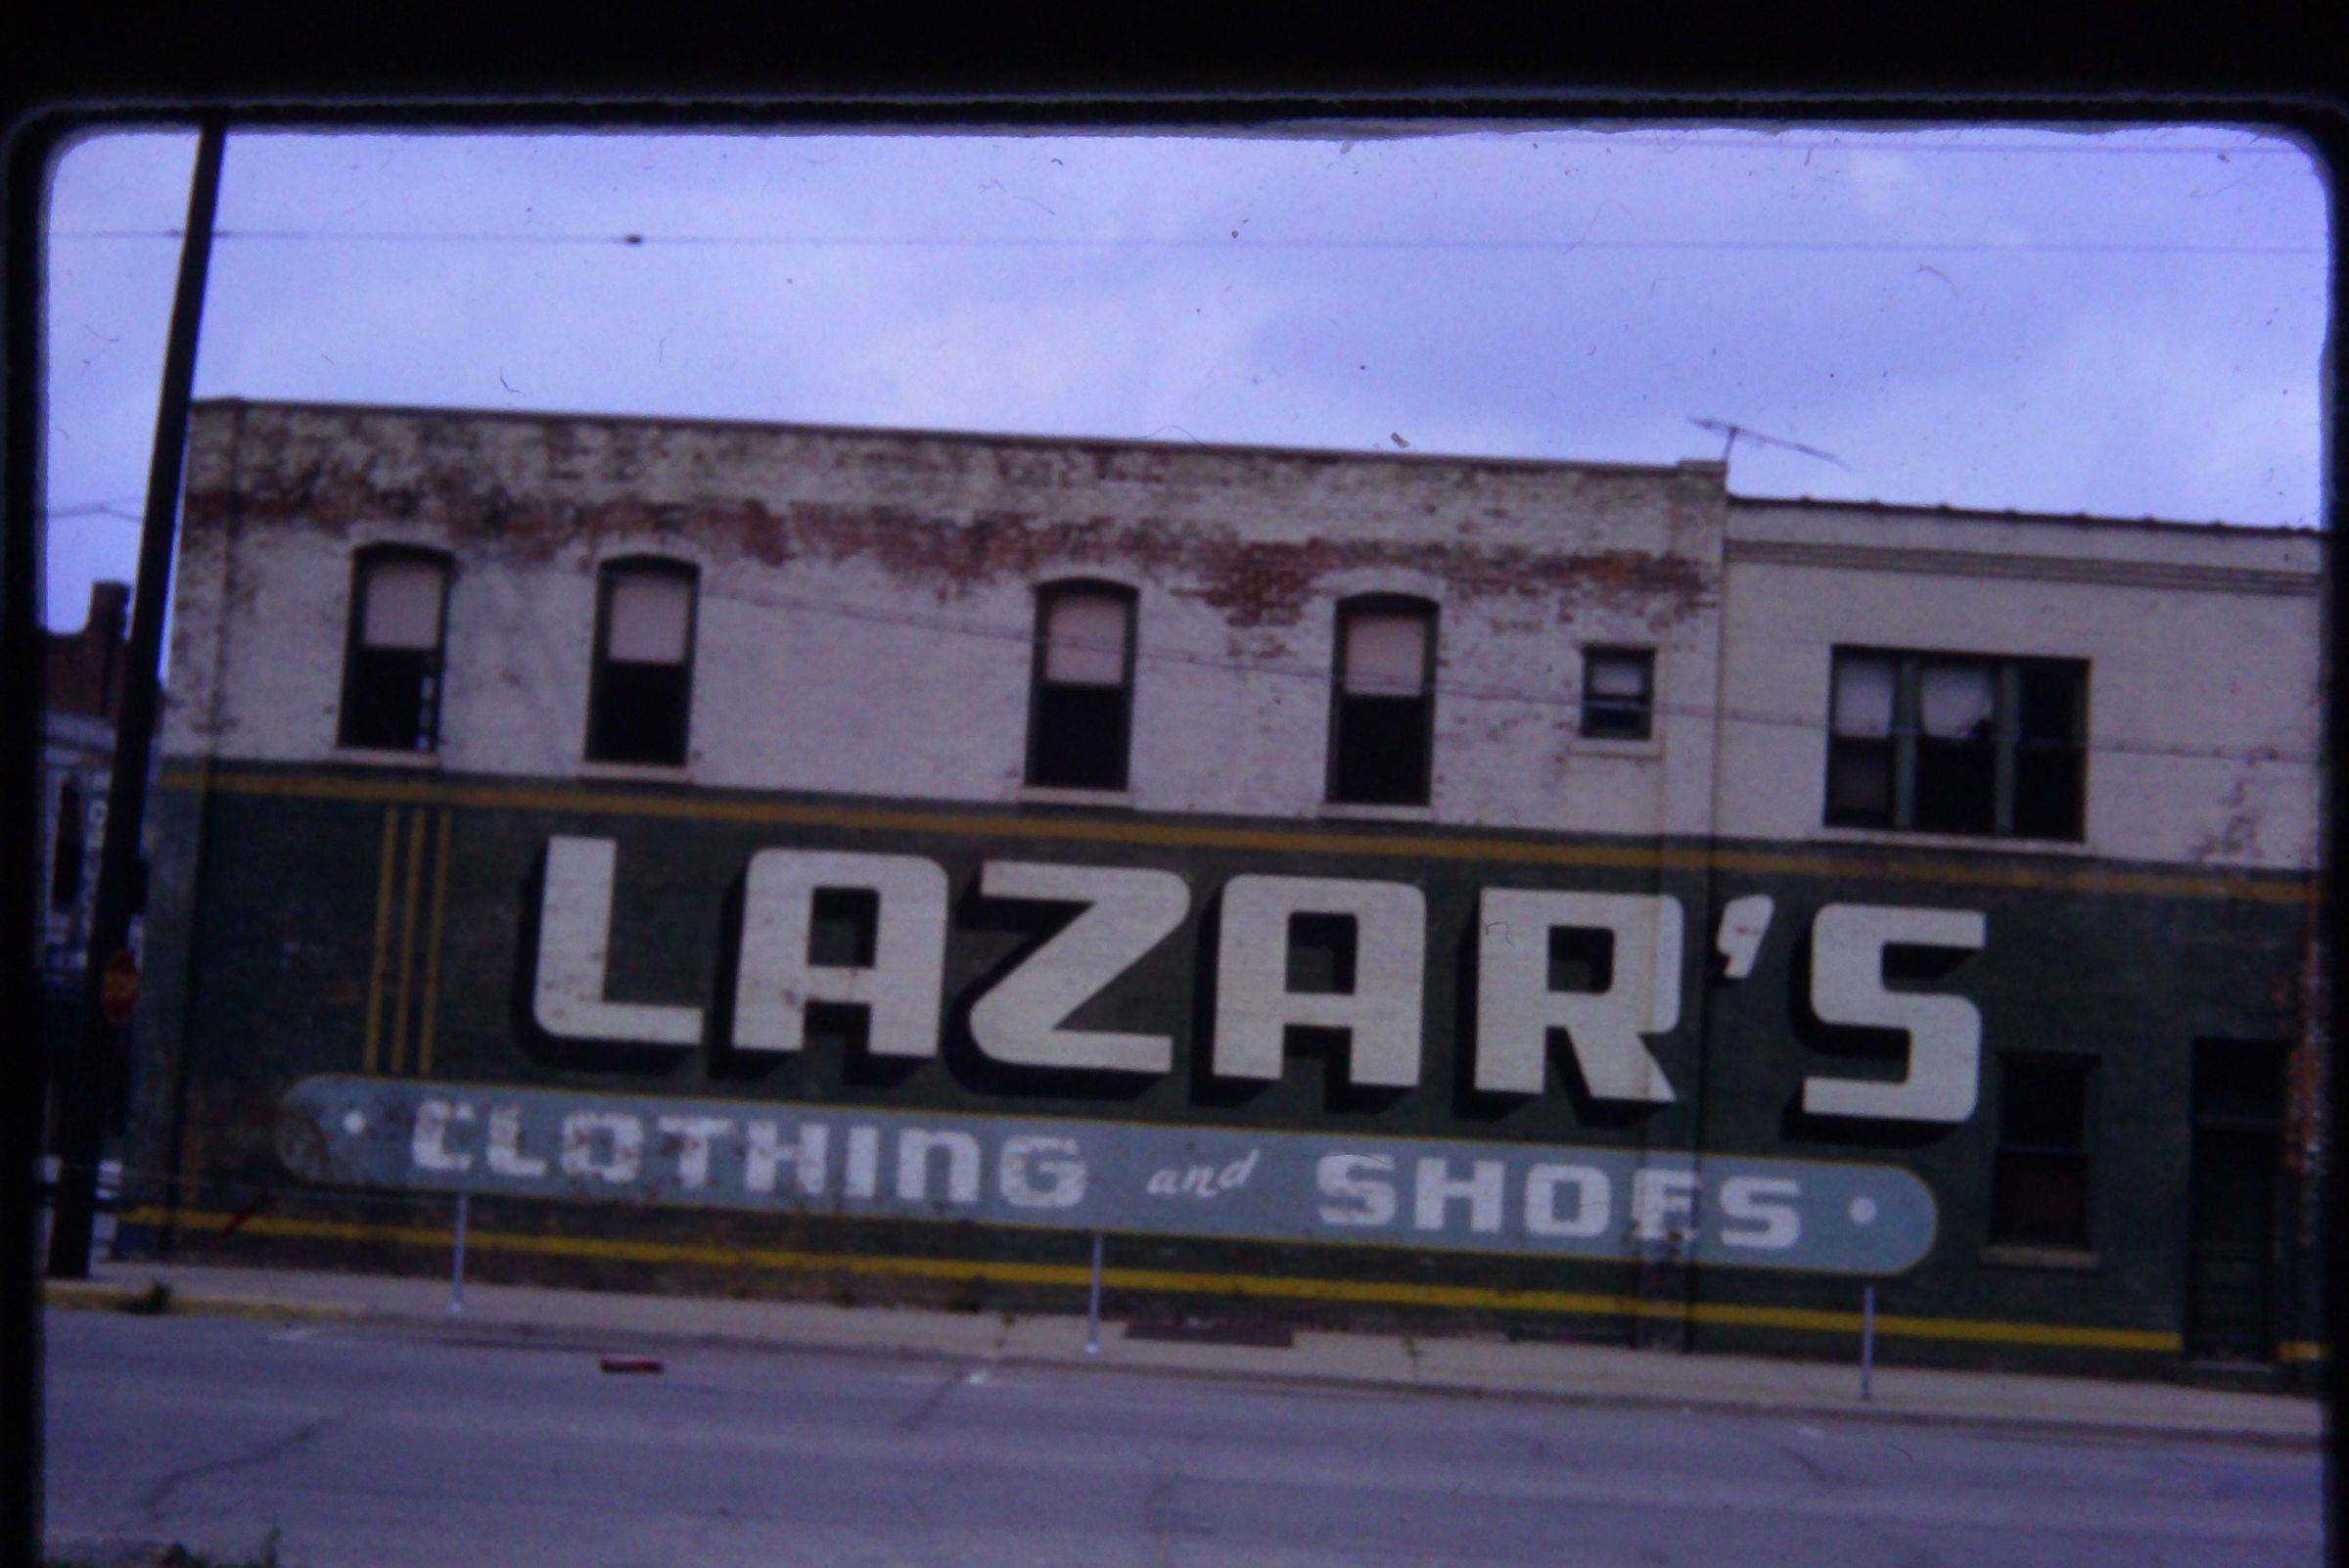 LAZAR'S
CLOTHING and SHOES